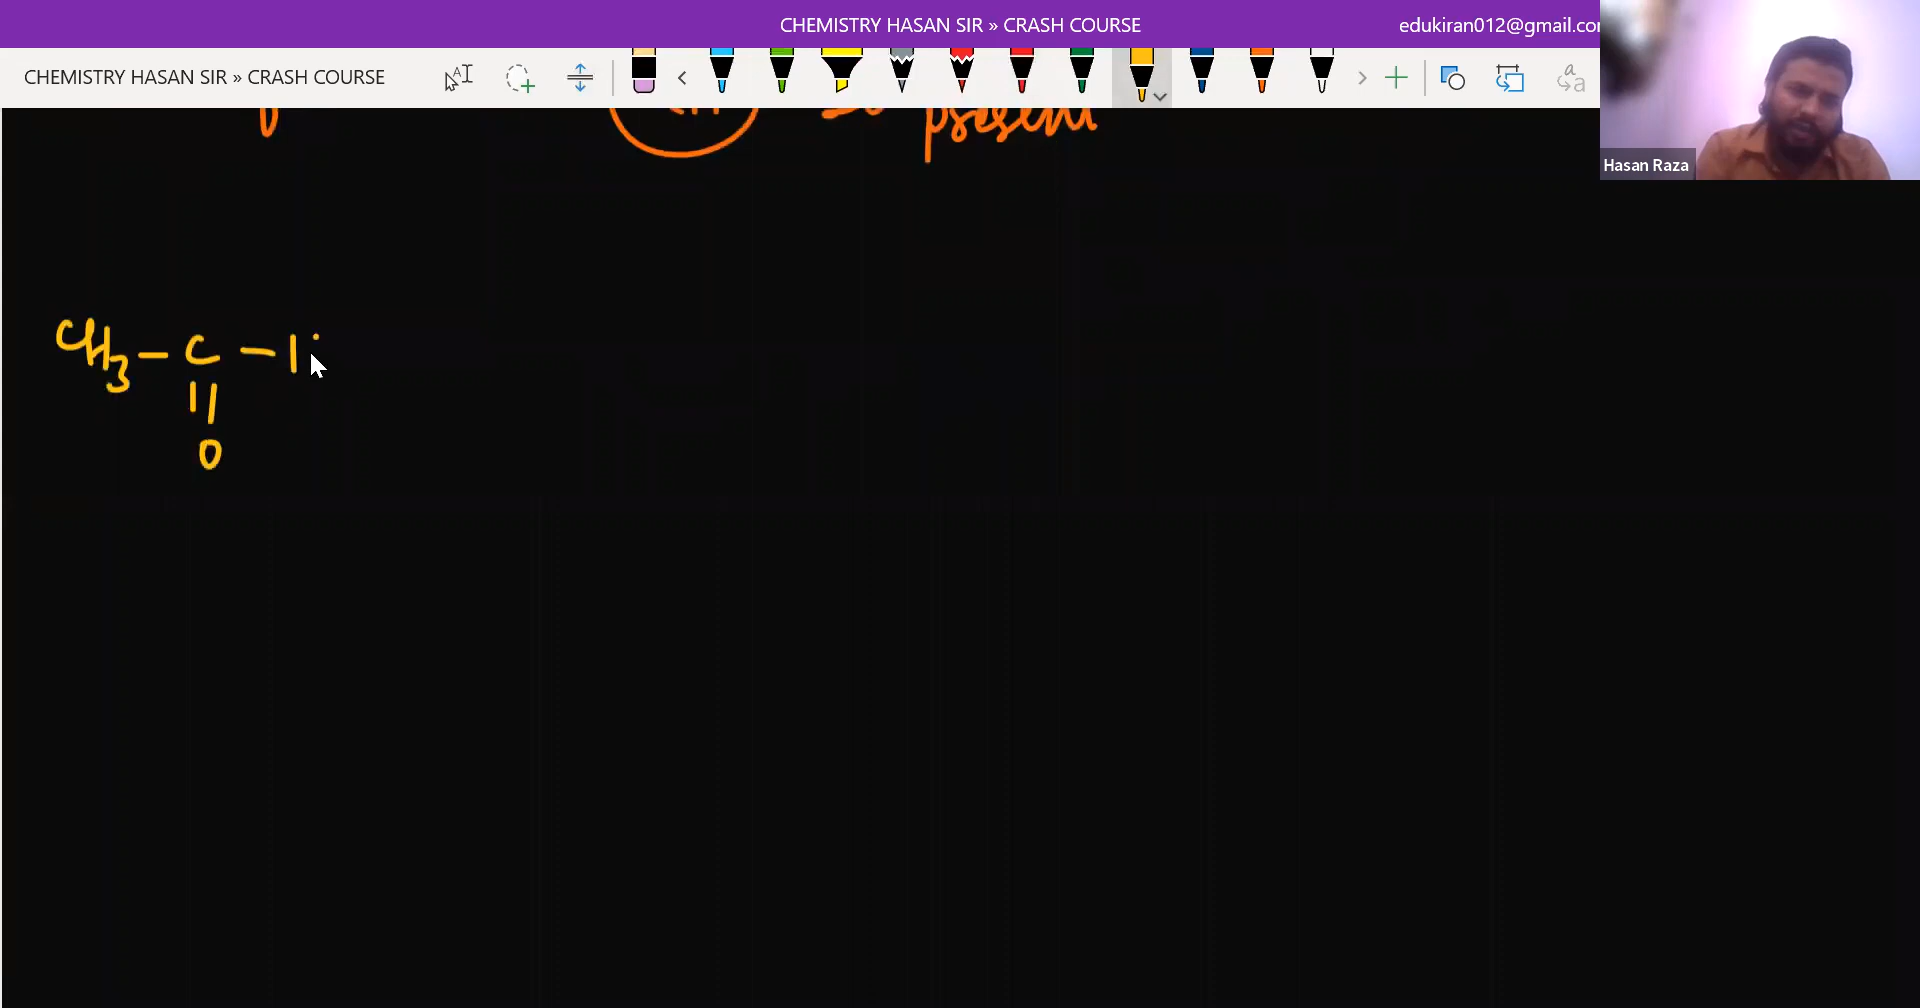 CHEMISTRY HASAN SIR » CRASH COURSE
edukiran012@gmail.co
CHEMISTRY HASAN SIR » CRASH COURSE
Hasan Raza
present
CH3 - C - 
||
O